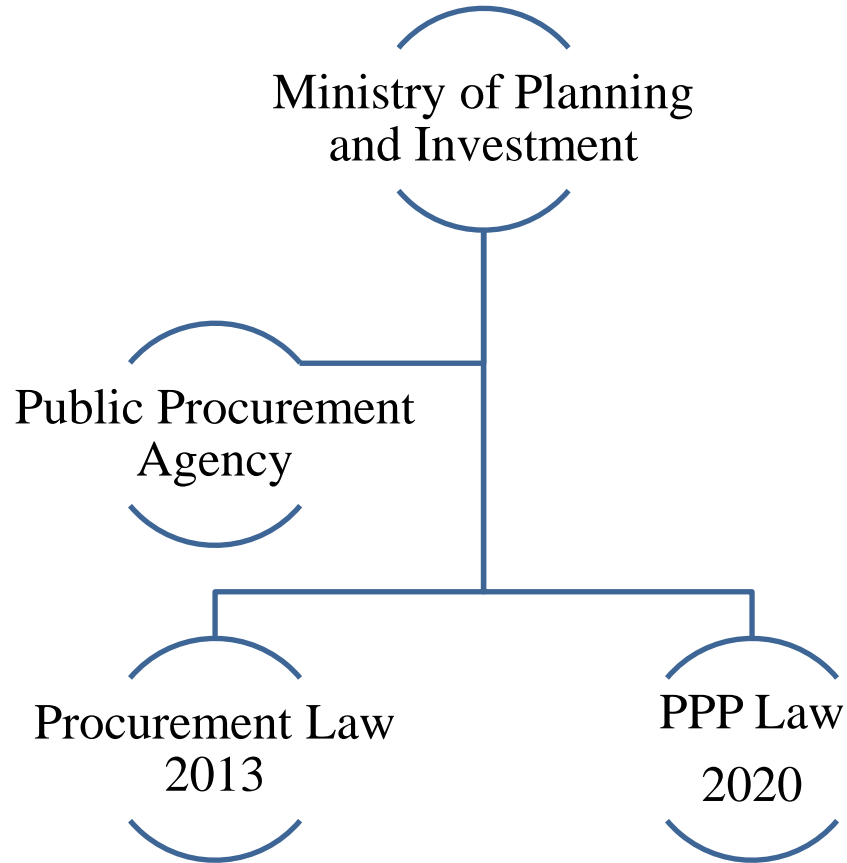 Ministry of Planning
and Investment
Public Procurement
Agency
Procurement Law
2013
PPP Law
2020